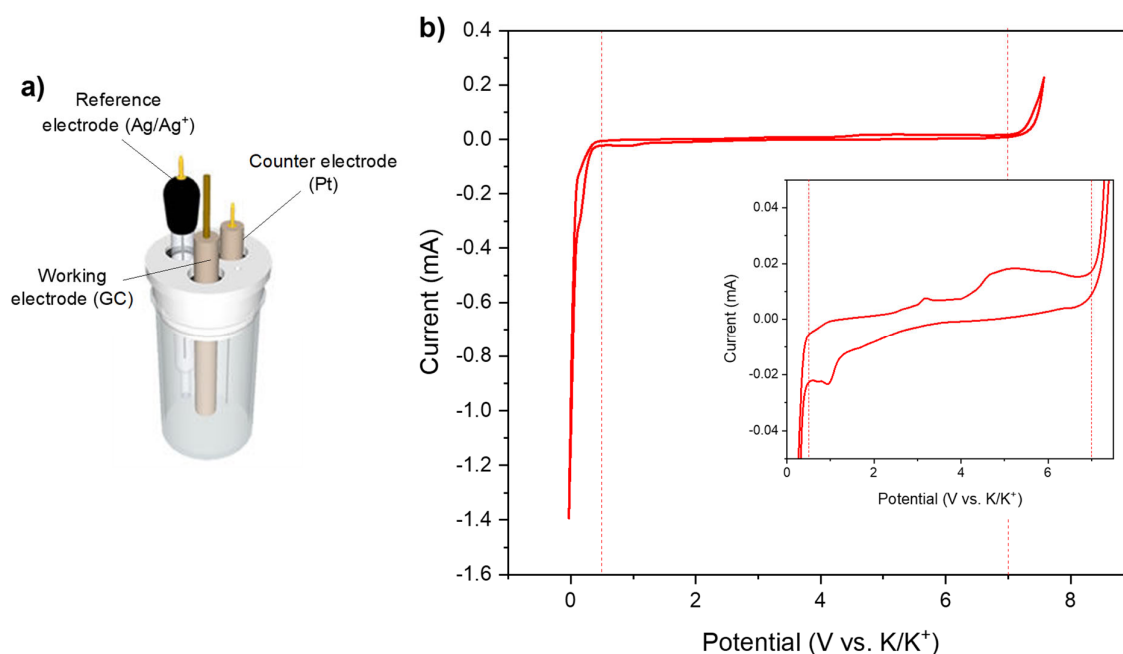 a)
Reference
electrode (Ag/Ag⁺)
Counter electrode
(Pt)
Working
electrode (GC)
b)
0.4
0.2
0.0
-0.2
-0.4
-0.6
-0.8
-1.0
-1.2
-1.4
-1.6
Current (mA)
0
2
4
6
8
Potential (V vs. K/K⁺)
0.04
0.02
0.00
-0.02
-0.04
Current (mA)
0
2
4
6
Potential (V vs. K/K⁺)